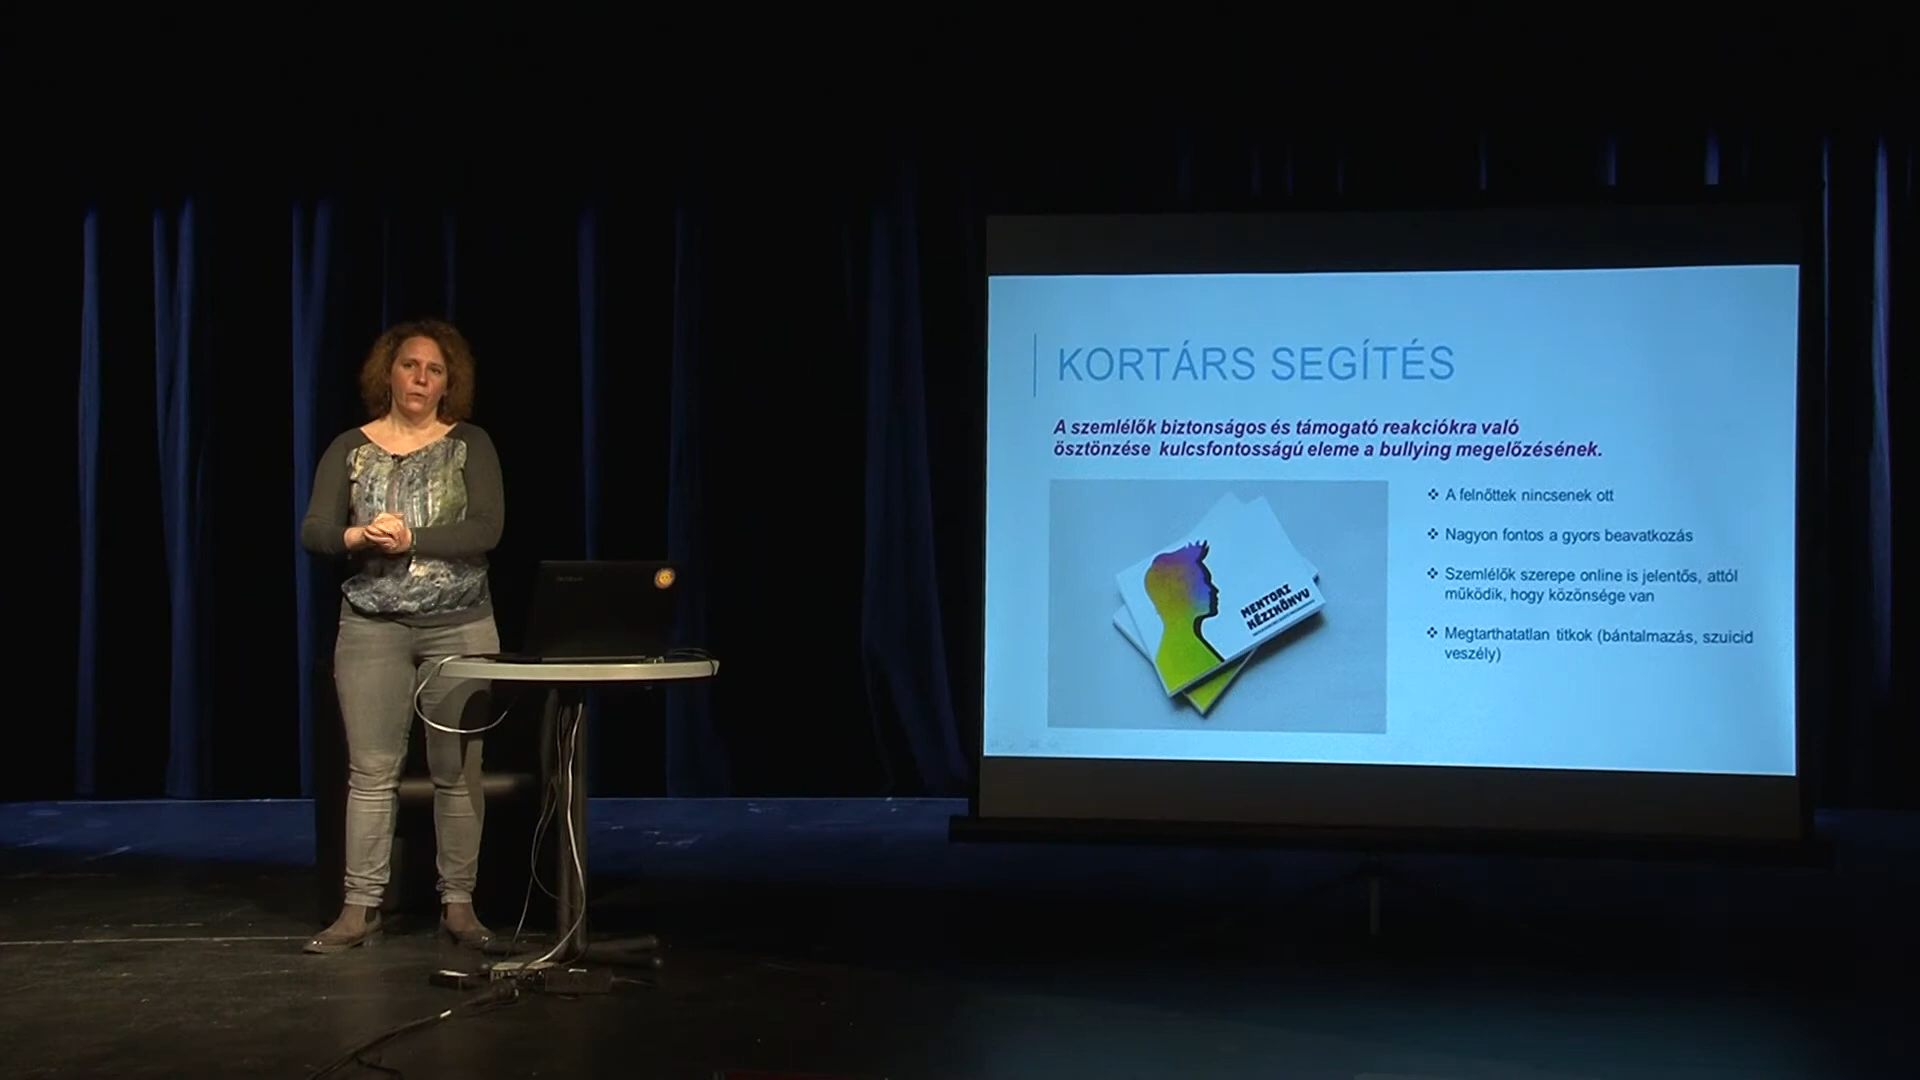 KORTÁRS SEGÍTÉS
A szemlélők biztonságos és támogató reakciókra való
ösztönzése kulcsfontosságú eleme a bullying megelőzésének.
MENTORI
KÉZIKÖNYV
❖ A felnőttek nincsenek ott
❖ Nagyon fontos a gyors beavatkozás
❖ Szemlélők szerepe online is jelentős, attól
működik, hogy közönsége van
❖ Megtarthatatlan titkok (bántalmazás, szuicid
veszély)